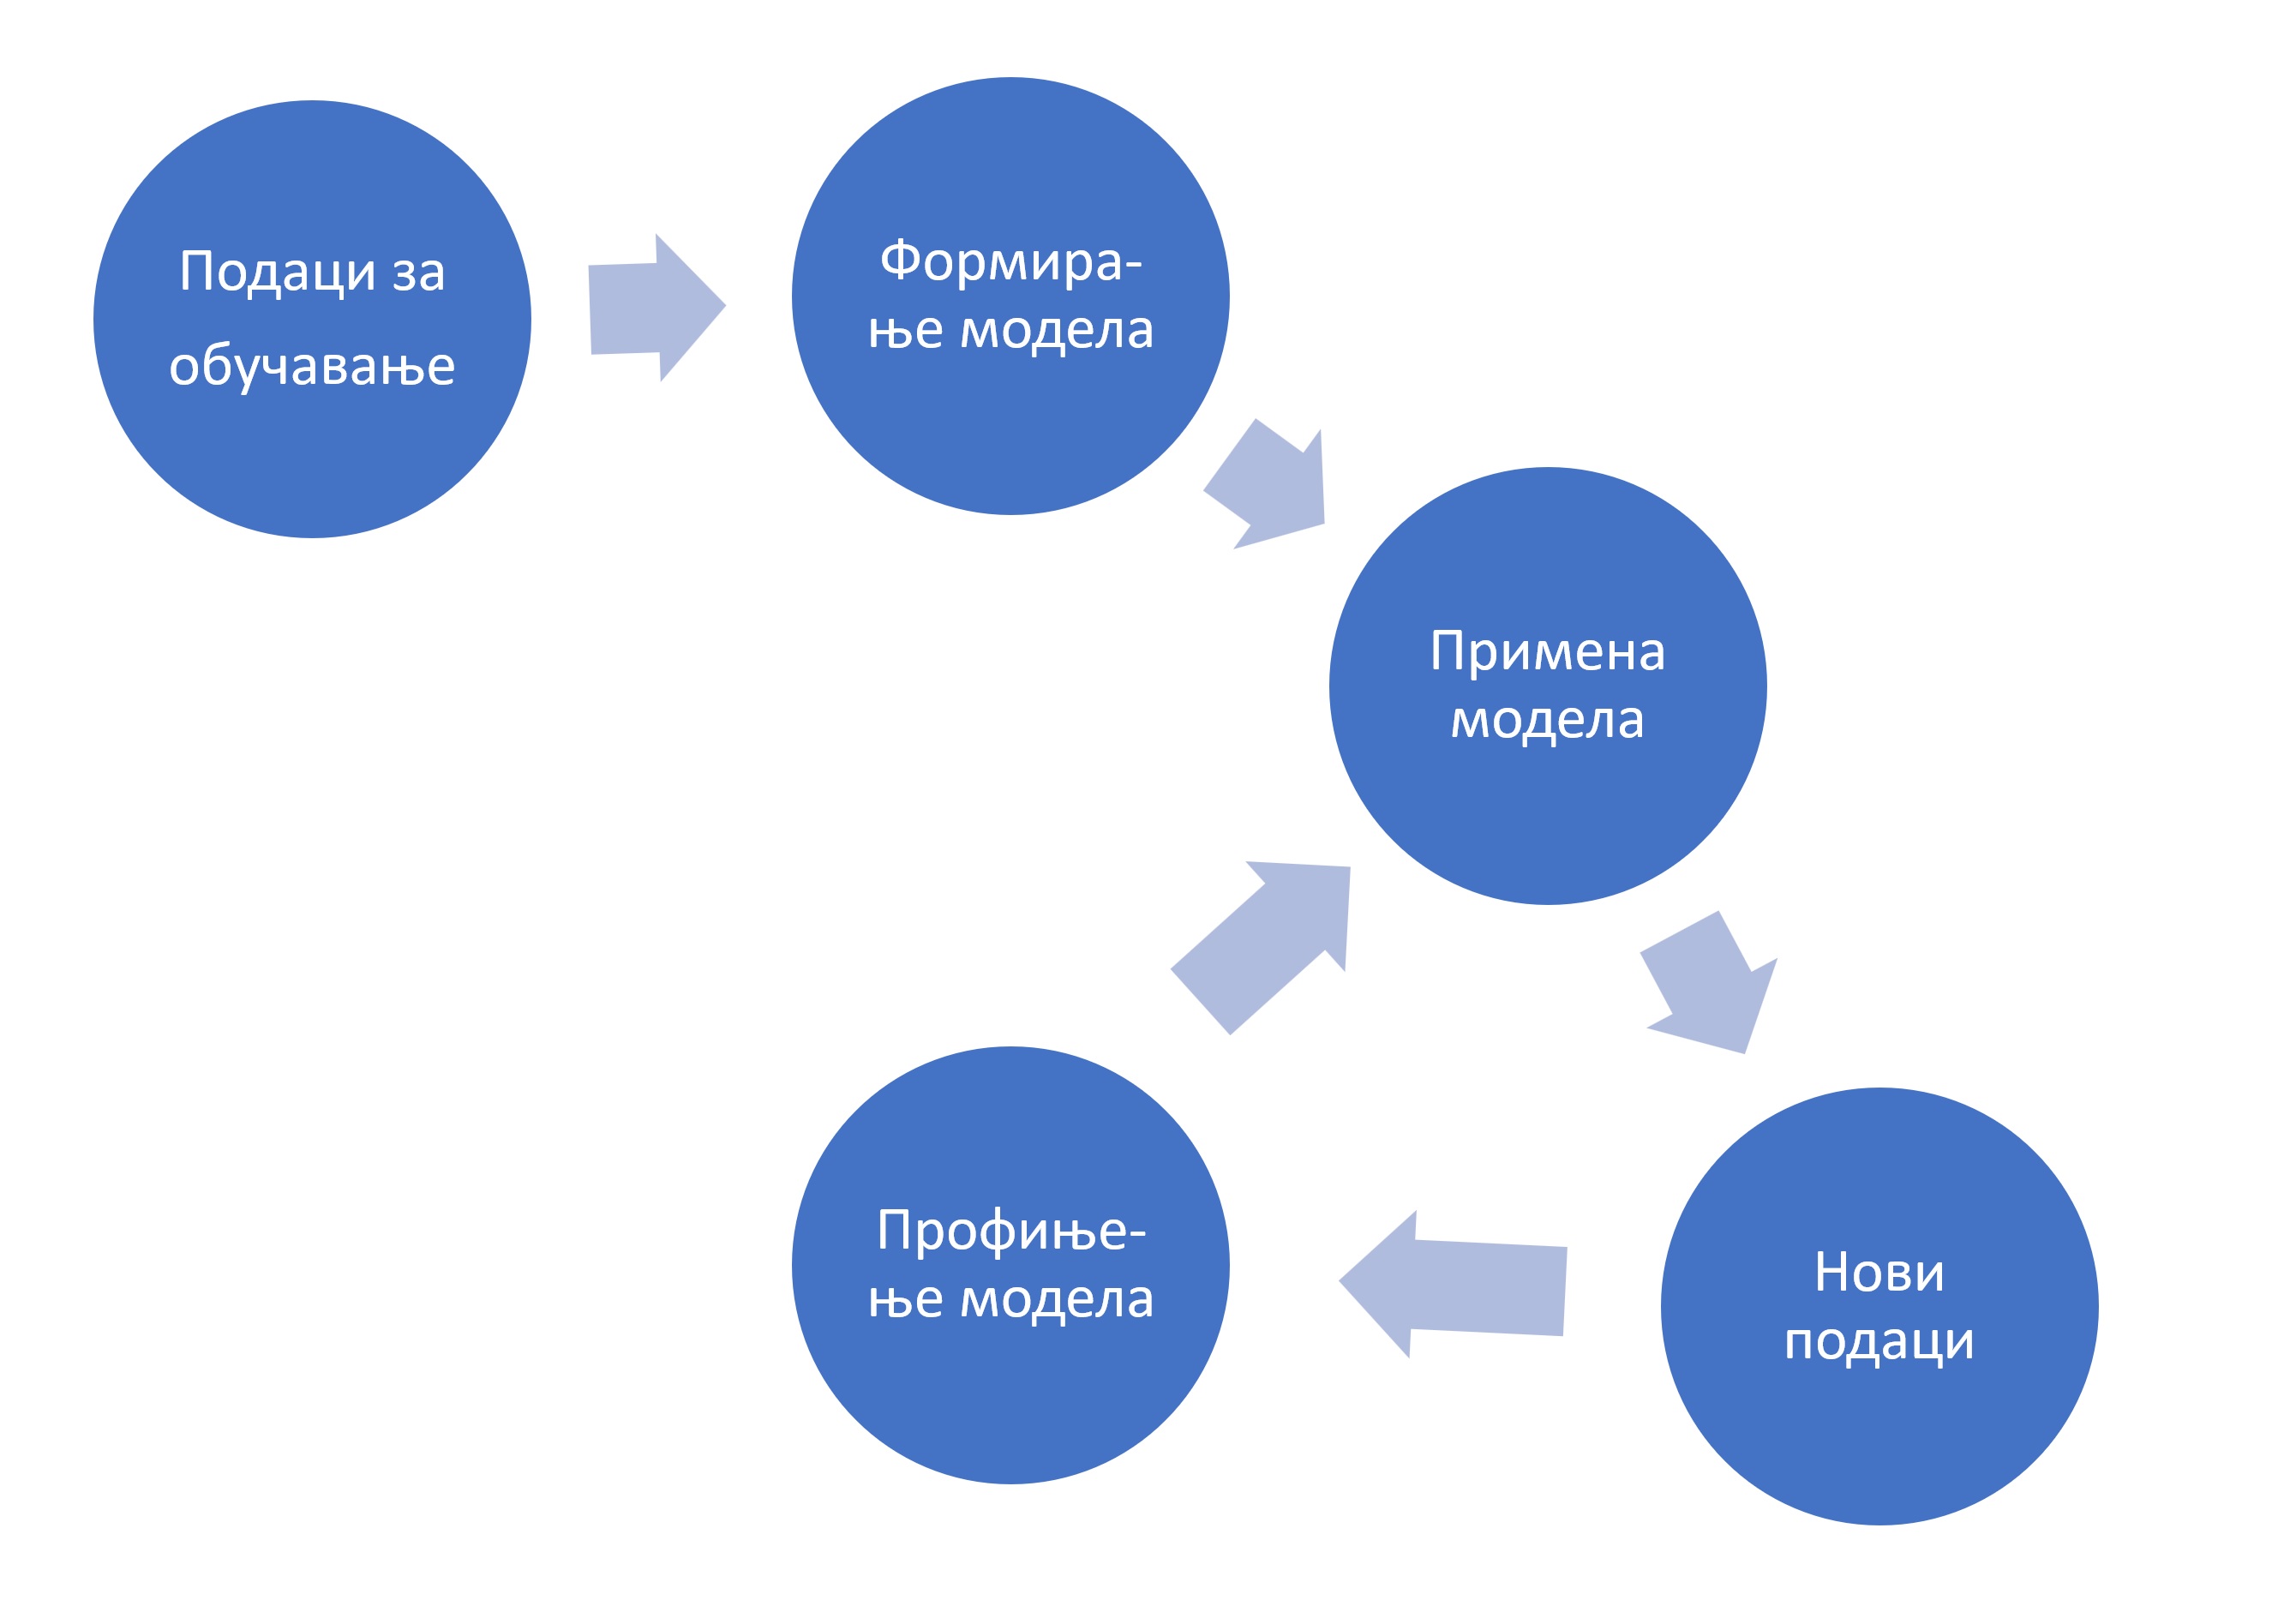 Подаци за
обучавање
Формира-
ње модела
Примена
модела
Нови
подаци
Профиње-
ње модела